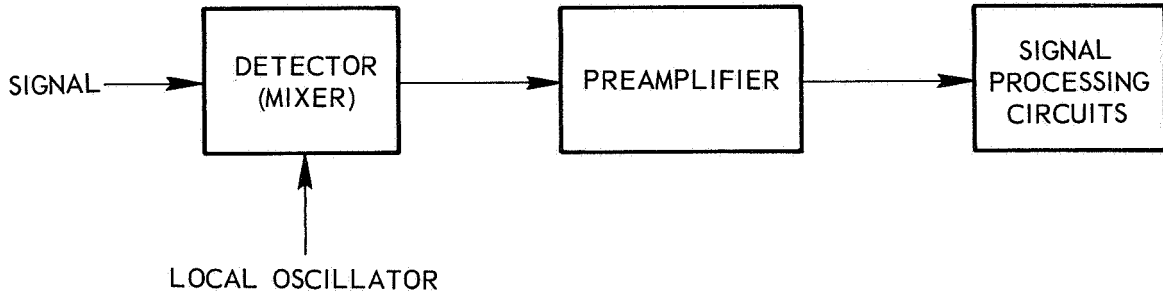 SIGNAL
DETECTOR
(MIXER)
PREAMPLIFIER
SIGNAL
PROCESSING
CIRCUITS
LOCAL OSCILLATOR